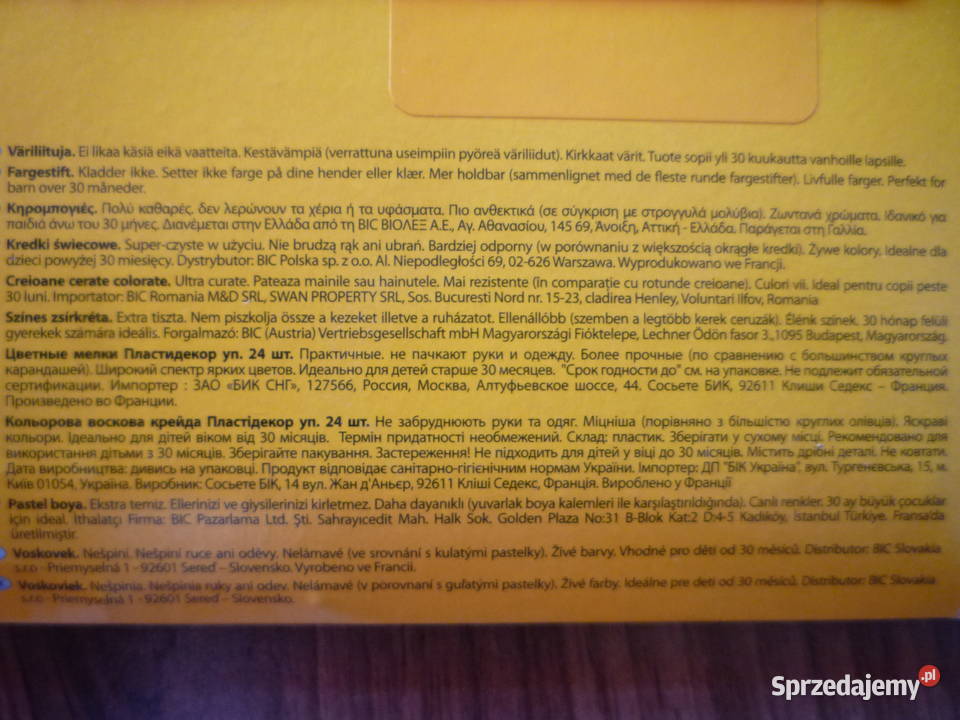 Väriliituja. Ei likaa käsiä eikä vaatteita. Kestävämpiä (verrattuna useimpiin pyöreä väriliidut). Kirkkaat värit. Tuote sopii yli 30 kuukautta vanhoille lapsille.
Fargestift. Kladder ikke. Setter ikke farge på dine hender eller klær. Mer holdbar (sammenlignet med de fleste runde fargestifter). Livfulle farger. Perfekt for
barn over 30 måneder.
Κηρομπογιές. Πολύ καθαρές. δεν λερώνουν τα χέρια ή τα υφάσματα. Πιο ανθεκτικά (σε σύγκριση με στρογγυλά μολύβια). Ζωντανά χρώματα. Ιδανικό για
παιδιά άνω του 30 μήνες. Διανέμεται στην Ελλάδα από τη BIC ΒΙΟΛΕΞ Α.Ε., Αγ. Αθανασίου, 145 69, Άνοιξη, Αττική - Ελλάδα. Παράγεται στη Γαλλία.
Kredki świecowe. Super-czyste w użyciu. Nie brudzą rąk ani ubrań. Bardziej odporny (w porównaniu z większością okrągłe kredki). Żywe kolory. Idealne dla
dzieci powyżej 30 miesięcy. Dystrybutor: BIC Polska sp. z o.o. Al. Niepodległości 69, 02-626 Warszawa. Wyprodukowano we Francji.
Creioane cerate colorate. Ultra curate. Pateaza mainile sau hainutele. Mai rezistente (în comparație cu rotunde creioane). Culori vii. Ideal pentru copii peste
30 luni. Importator: BIC Romania M&D SRL, SWAN PROPERTY SRL, Sos. Bucuresti Nord nr. 15-23, cladirea Henley, Voluntari Ilfov, Romania
Színes zsírkréta. Extra tiszta. Nem piszkolja össze a kezeket illetve a ruházatot. Ellenállóbb (szemben a legtöbb kerek ceruzák). Élénk színek. 30 hónap felüli
gyerekek számára ideális. Forgalmazó: BIC (Austria) Vertriebsgesellschaft mbH Magyarországi Fióktelepe, Lechner Ödön fasor 3.,1095 Budapest, Magyarország.
Цветные мелки Пластидекор уп. 24 шт. Практичные. не пачкают руки и одежду. Более прочные (по сравнению с большинством круглых
карандашей). Широкий спектр ярких цветов. Идеально для детей старше 30 месяцев. "Срок годности до" см. на упаковке. Не подлежит обязательной
сертификации. Импортер : ЗАО «БИК СНГ», 127566, Россия, Москва, Алтуфьевское шоссе, 44. Сосьете БИК, 92611 Клиши Седекс – Франция.
Произведено во Франции.
Кольорова воскова крейда Пластідекор уп. 24 шт. Не забруднюють руки та одяг. Міцніша (порівняно з більшістю круглих олівців). Яскраві
кольори. Ідеально для дітей віком від 30 місяців. Термін придатності необмежений. Склад: пластик. Зберігати у сухому місці. Рекомендовано для
використання дітьми з 30 місяців. Зберігайте пакування. Застереження! Не підходить для дітей у віці до 30 місяців. Містить дрібні деталі. Не ковтати.
Дата виробництва: дивись на упаковці. Продукт відповідає санітарно-гігієнічним нормам України. Імпортер: ДП "БІК Україна". вул. Тургенєвська, 15, м.
Київ 01054, Україна. Виробник: Сосьете БІК, 14 вул. Жан д'Аньєр, 92611 Кліші Седекс, Франція. Вироблено у Франції
Pastel boya. Ekstra temiz. Ellerinizi ve giysilerinizi kirletmez. Daha dayanıklı (yuvarlak boya kalemleri ile karşılaştırıldığında). Canlı renkler. 30 ay büyük çocuklar
için ideal. İthalatçı Firma: BIC Pazarlama Ltd. Şti. Sahrayıcedit Mah. Halk Sok. Golden Plaza No:31 B-Blok Kat:2 D:4-5 Kadıköy, İstanbul Türkiye. Fransa'da
üretilmiştir.
Voskovek. Nešpiní. Nešpiní ruce ani oděvy. Nelámavé (ve srovnání s kulatými pastelky). Živé barvy. Vhodné pro děti od 30 měsíců. Distributor: BIC Slovakia
s.r.o - Priemyselná 1 - 92601 Sereď – Slovensko. Vyrobeno ve Francii.
Voskoviek. Nešpinia. Nešpinia ruky ani odev. Nelámavé (v porovnaní s guľatými pastelky). Živé farby. Ideálne pre deti od 30 mesiacov. Distributor: BIC Slovakia
s.r.o - Priemyselná 1 - 92601 Sereď – Slovensko.
Sprzedajemy.pl